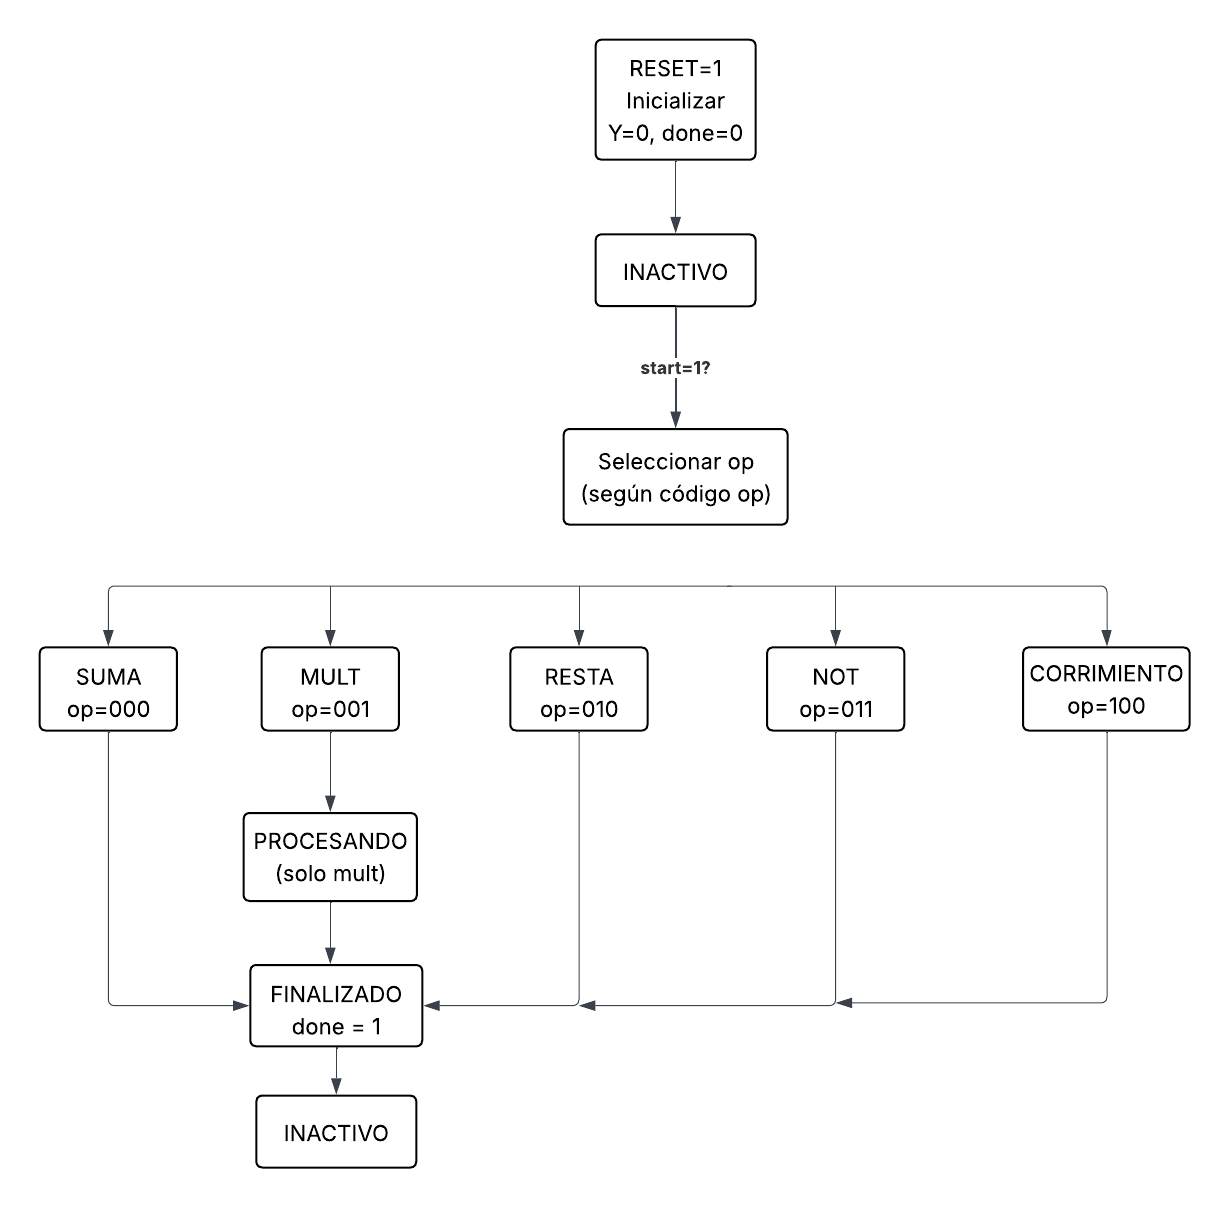 RESET=1
Inicializar
Y=0, done=0
INACTIVO
start=1?
Seleccionar op
(según código op)
SUMA
op=000
MULT
op=001
RESTA
op=010
NOT
op=011
CORRIMIENTO
op=100
PROCESANDO
(solo mult)
FINALIZADO
done = 1
INACTIVO